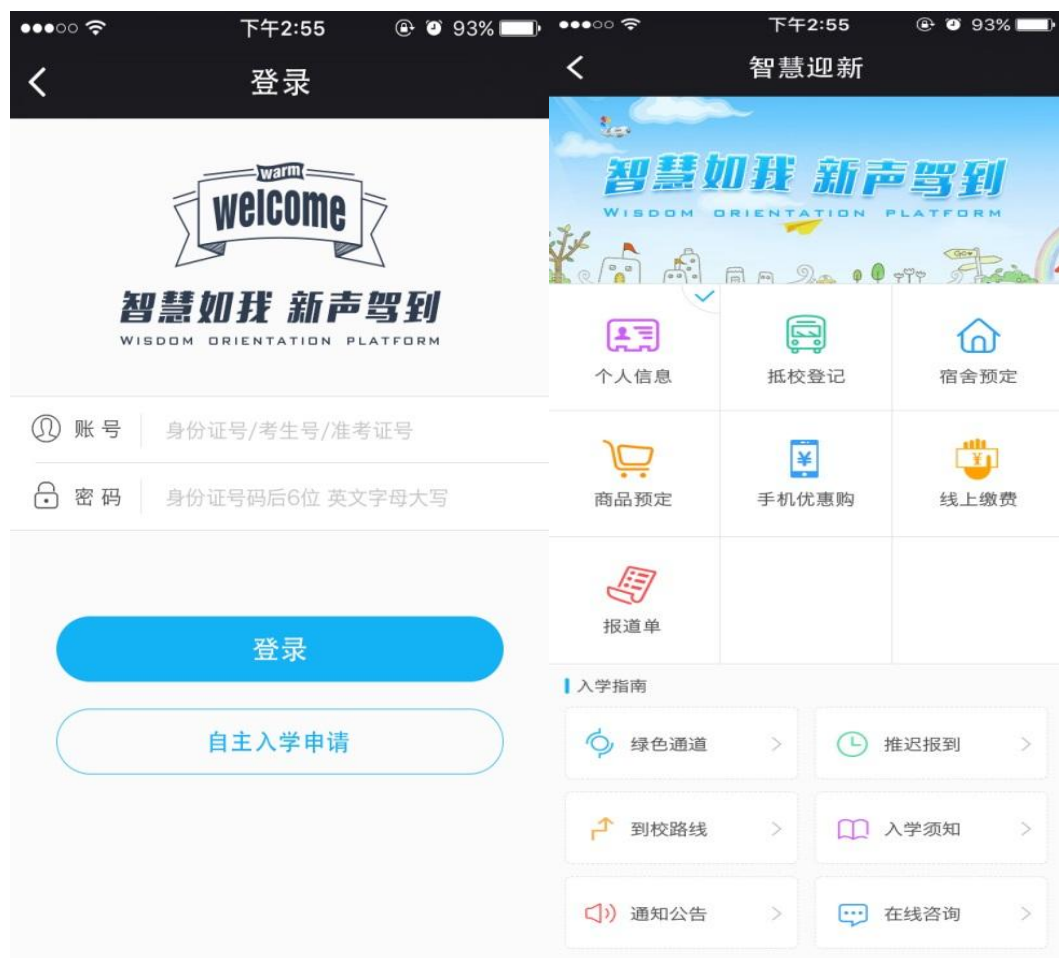 下午2:55
93%
登录
warm
welcome
智慧如我 新声驾到
WISDOM ORIENTATION PLATFORM
账号
身份证号/考生号/准考证号
密码
身份证号码后6位 英文字母大写
登录
自主入学申请
下午2:55
93%
智慧迎新
智慧如我 新声驾到
WISDOM ORIENTATION PLATFORM
GO
个人信息
抵校登记
宿舍预定
商品预定
手机优惠购
线上缴费
报道单
入学指南
绿色通道
推迟报到
到校路线
入学须知
通知公告
在线咨询